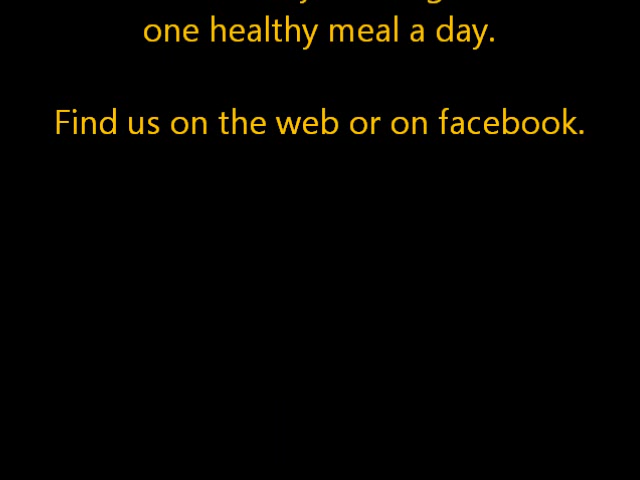 one healthy meal a day.
Find us on the web or on facebook.